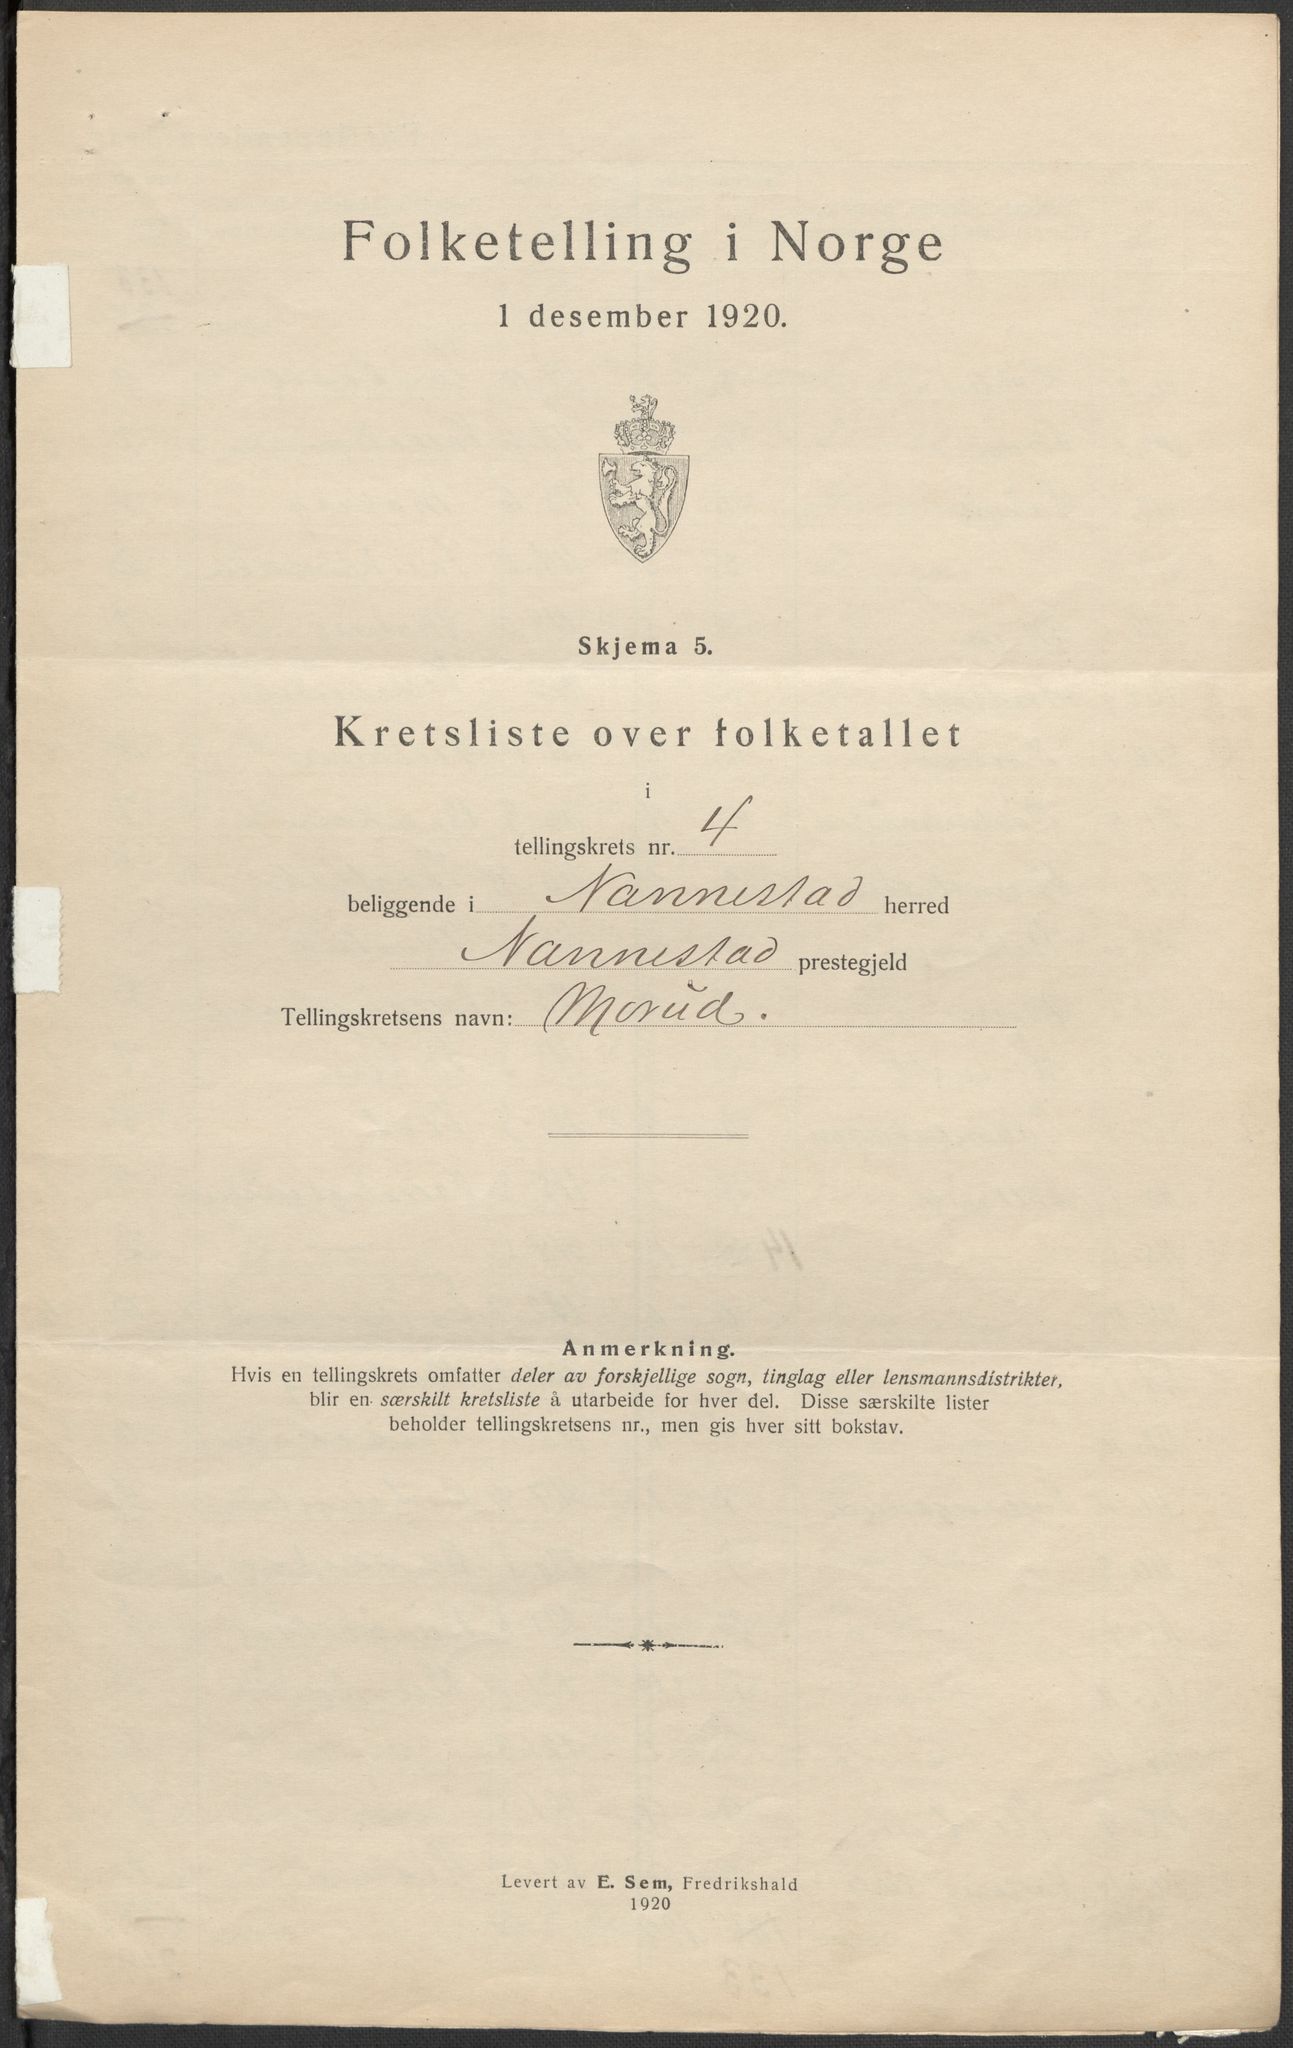 Folketelling i Norge
1 desember 1920.
Skjema 5.
Kretsliste over folketallet
i
tellingskrets nr. 4
beliggende i Nannestad herred
Nannestad prestegjeld
Tellingskretsens navn: Morud.
Anmerkning.
Hvis en tellingskrets omfatter deler av forskjellige sogn, tinglag eller lensmannsdistrikter,
blir en særskilt kretsliste å utarbeide for hver del. Disse særskilte lister
beholder tellingskretsens nr., men gis hver sitt bokstav.
Levert av E. Sem, Fredrikshald
1920